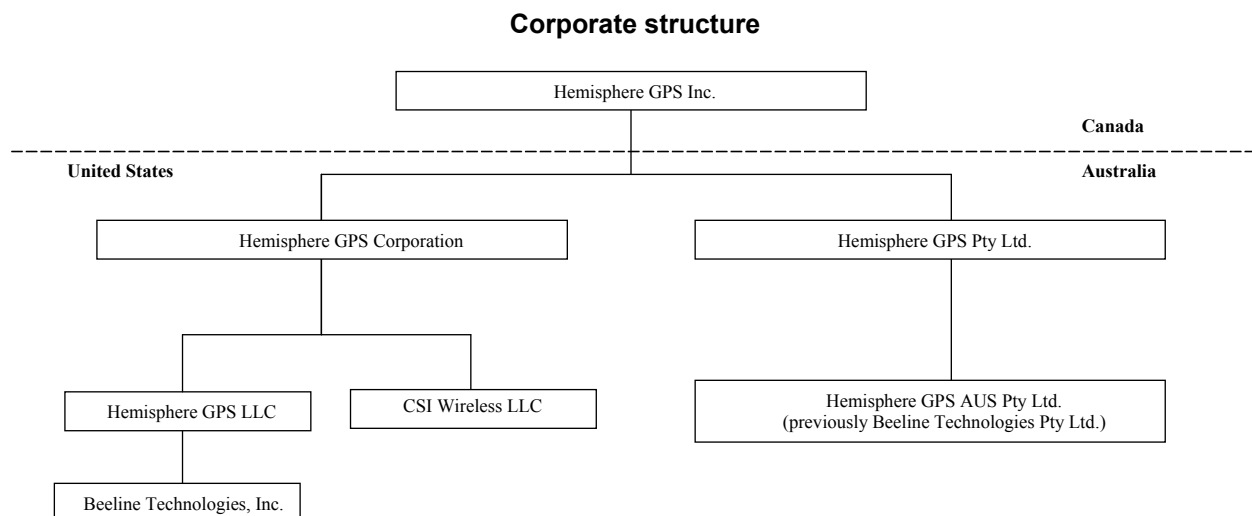 Corporate structure
Hemisphere GPS Inc.
Canada
United States
Australia
Hemisphere GPS Corporation
Hemisphere GPS Pty Ltd.
Hemisphere GPS LLC
CSI Wireless LLC
Hemisphere GPS AUS Pty Ltd.
(previously Beeline Technologies Pty Ltd.)
Beeline Technologies, Inc.